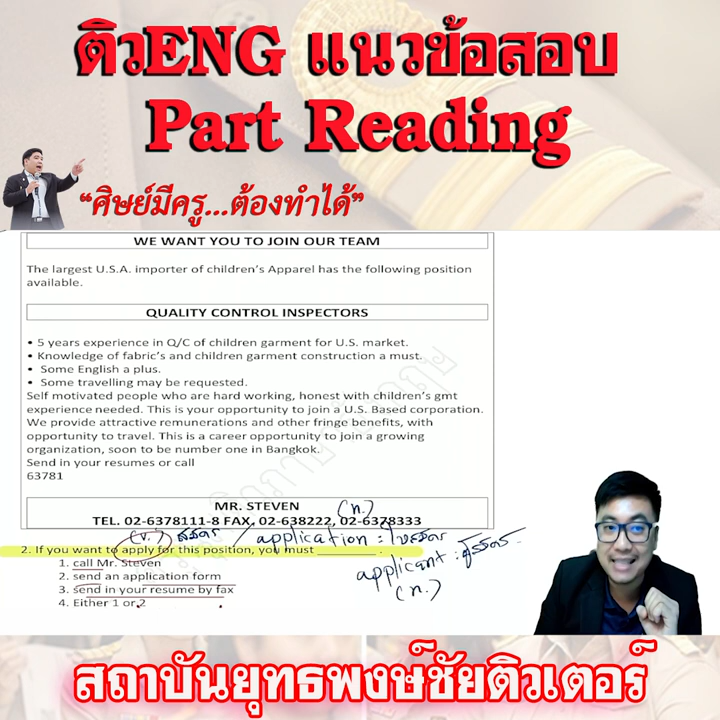 ติวENG แนวข้อสอบ
Part Reading
“ศิษย์มีครู...ต้องทำได้”
WE WANT YOU TO JOIN OUR TEAM
The largest U.S.A. importer of children's Apparel has the following position
available.
QUALITY CONTROL INSPECTORS
• 5 years experience in Q/C of children garment for U.S. market.
• Knowledge of fabric's and children garment construction a must.
• Some English a plus.
• Some travelling may be requested.
Self motivated people who are hard working, honest with children's gmt
experience needed. This is your opportunity to join a U.S. Based corporation.
We provide attractive remunerations and other fringe benefits, with
opportunity to travel. This is a career opportunity to join a growing
organization, soon to be number one in Bangkok.
Send in your resumes or call
63781
MR. STEVEN
(n.)
TEL. 02-6378111-8 FAX, 02-638222, 02-6378333
(v.) สมัคร application : ใบสมัคร
2. If you want to apply for this position, you must ________ .
applicant : ผู้สมัคร
(n.)
1. call Mr. Steven
2. send an application form
3. send in your resume by fax
4. Either 1 or 2
สถาบันยุทธพงษ์ชัยติวเตอร์